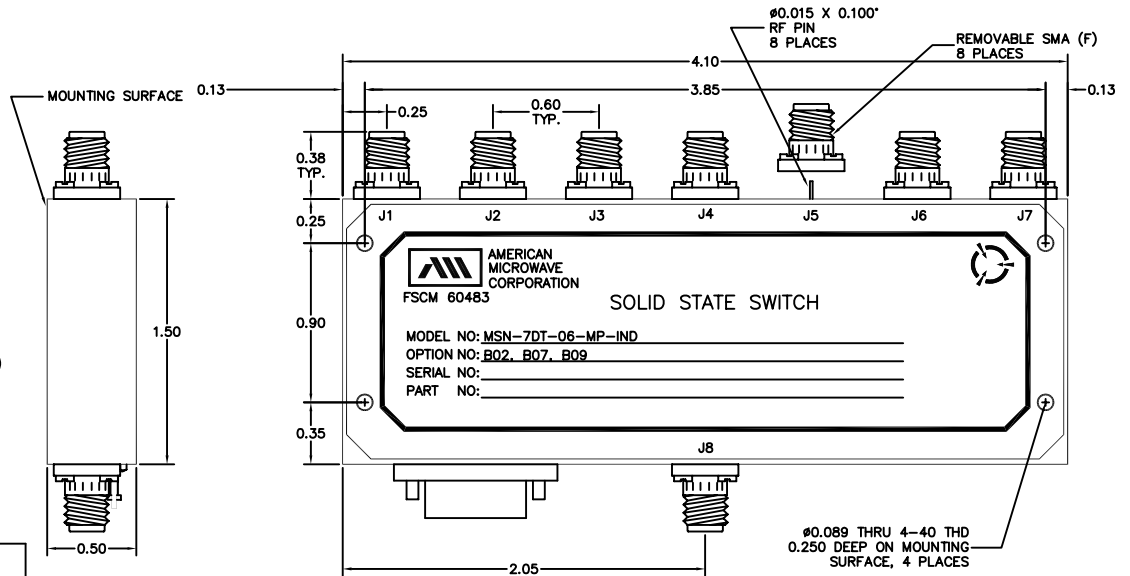 ø0.015 X 0.100"
RF PIN
8 PLACES
REMOVABLE SMA (F)
8 PLACES
4.10
MOUNTING SURFACE
0.13
3.85
0.13
0.25
0.60
TYP.
0.38
TYP.
0.25
J1
J2
J3
J4
J5
J6
J7
AMERICAN
MICROWAVE
CORPORATION
FSCM 60483
SOLID STATE SWITCH
1.50
0.90
MODEL NO: MSN-7DT-06-MP-IND
OPTION NO: B02, B07, B09
SERIAL NO:
PART NO:
0.35
J8
0.50
2.05
ø0.089 THRU 4-40 THD
0.250 DEEP ON MOUNTING
SURFACE, 4 PLACES